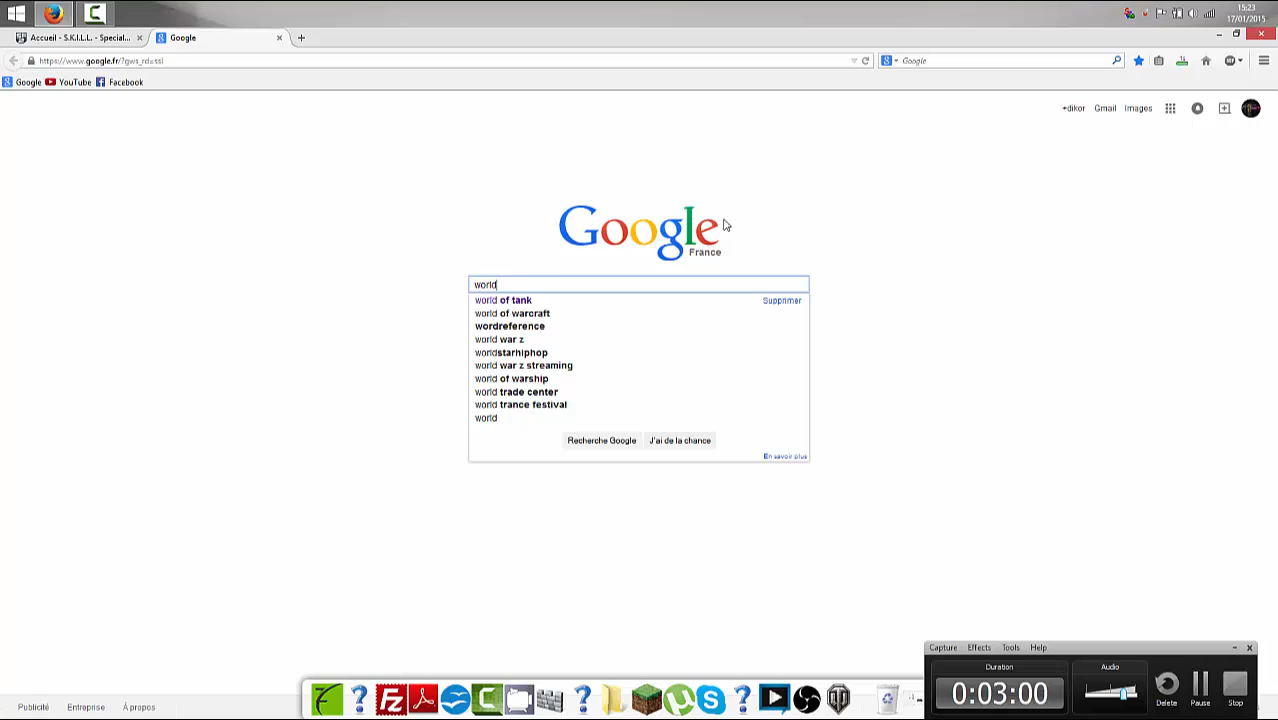 15:23
17/01/2015
Accueil - S.K.I.L.L. - Special...
Google
https://www.google.fr/?gws_rd=ssl
Google
Google YouTube Facebook
+dikor Gmail Images
Google
France
world
world of tank Supprimer
world of warcraft
wordreference
world war z
worldstarhiphop
world war z streaming
world of warship
world trade center
world trance festival
world
Recherche Google J'ai de la chance
En savoir plus
Capture Effects Tools Help
Duration Audio
0:03:00
Delete Pause Stop
Publicité Entreprise À propos